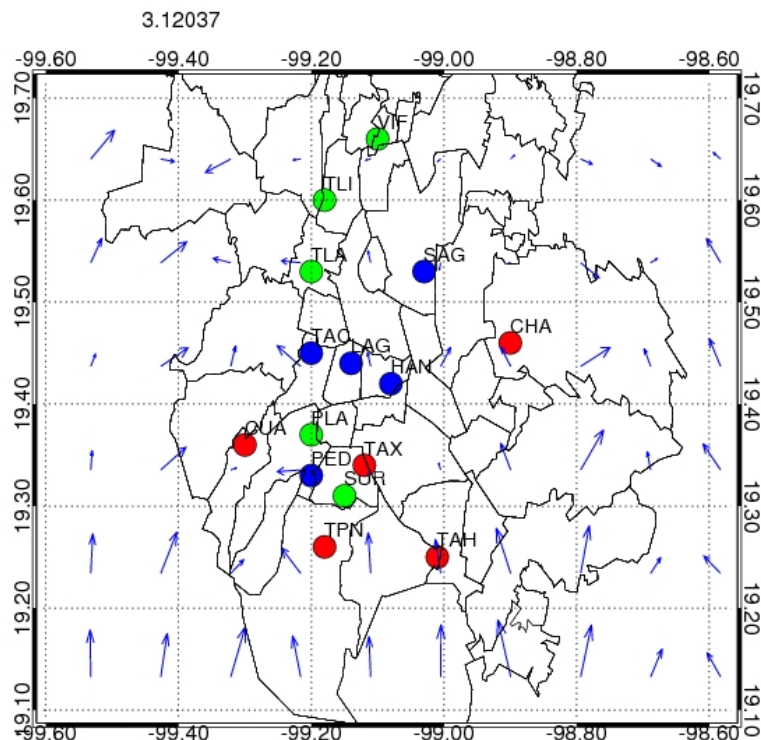 3.12037
-99.60 -99.40 -99.20 -99.00 -98.80 -98.60
19.70 19.70
VIF
19.60 TLI 19.60
TLA SAG
19.50 19.50
CHA
TAC LAG
HAN
19.40 19.40
PLA
CUA
TAX
PED
SUR
19.30 19.30
TPN TAH
19.20 19.20
19.10 19.10
-99.60 -99.40 -99.20 -99.00 -98.80 -98.60